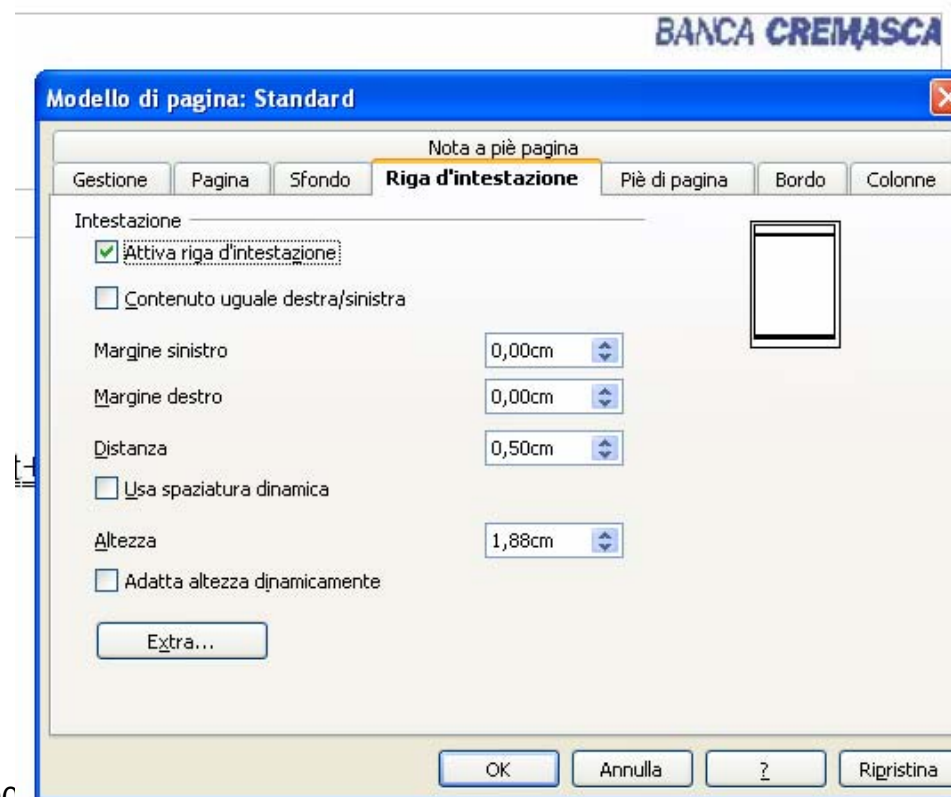 BANCA CREMASCA
Modello di pagina: Standard
Nota a piè pagina
Gestione Pagina Sfondo Riga d'intestazione Piè di pagina Bordo Colonne
Intestazione
Attiva riga d'intestazione
Contenuto uguale destra/sinistra
Margine sinistro 0,00cm
Margine destro 0,00cm
Distanza 0,50cm
Usa spaziatura dinamica
Altezza 1,88cm
Adatta altezza dinamicamente
Extra...
OK Annulla ? Ripristina